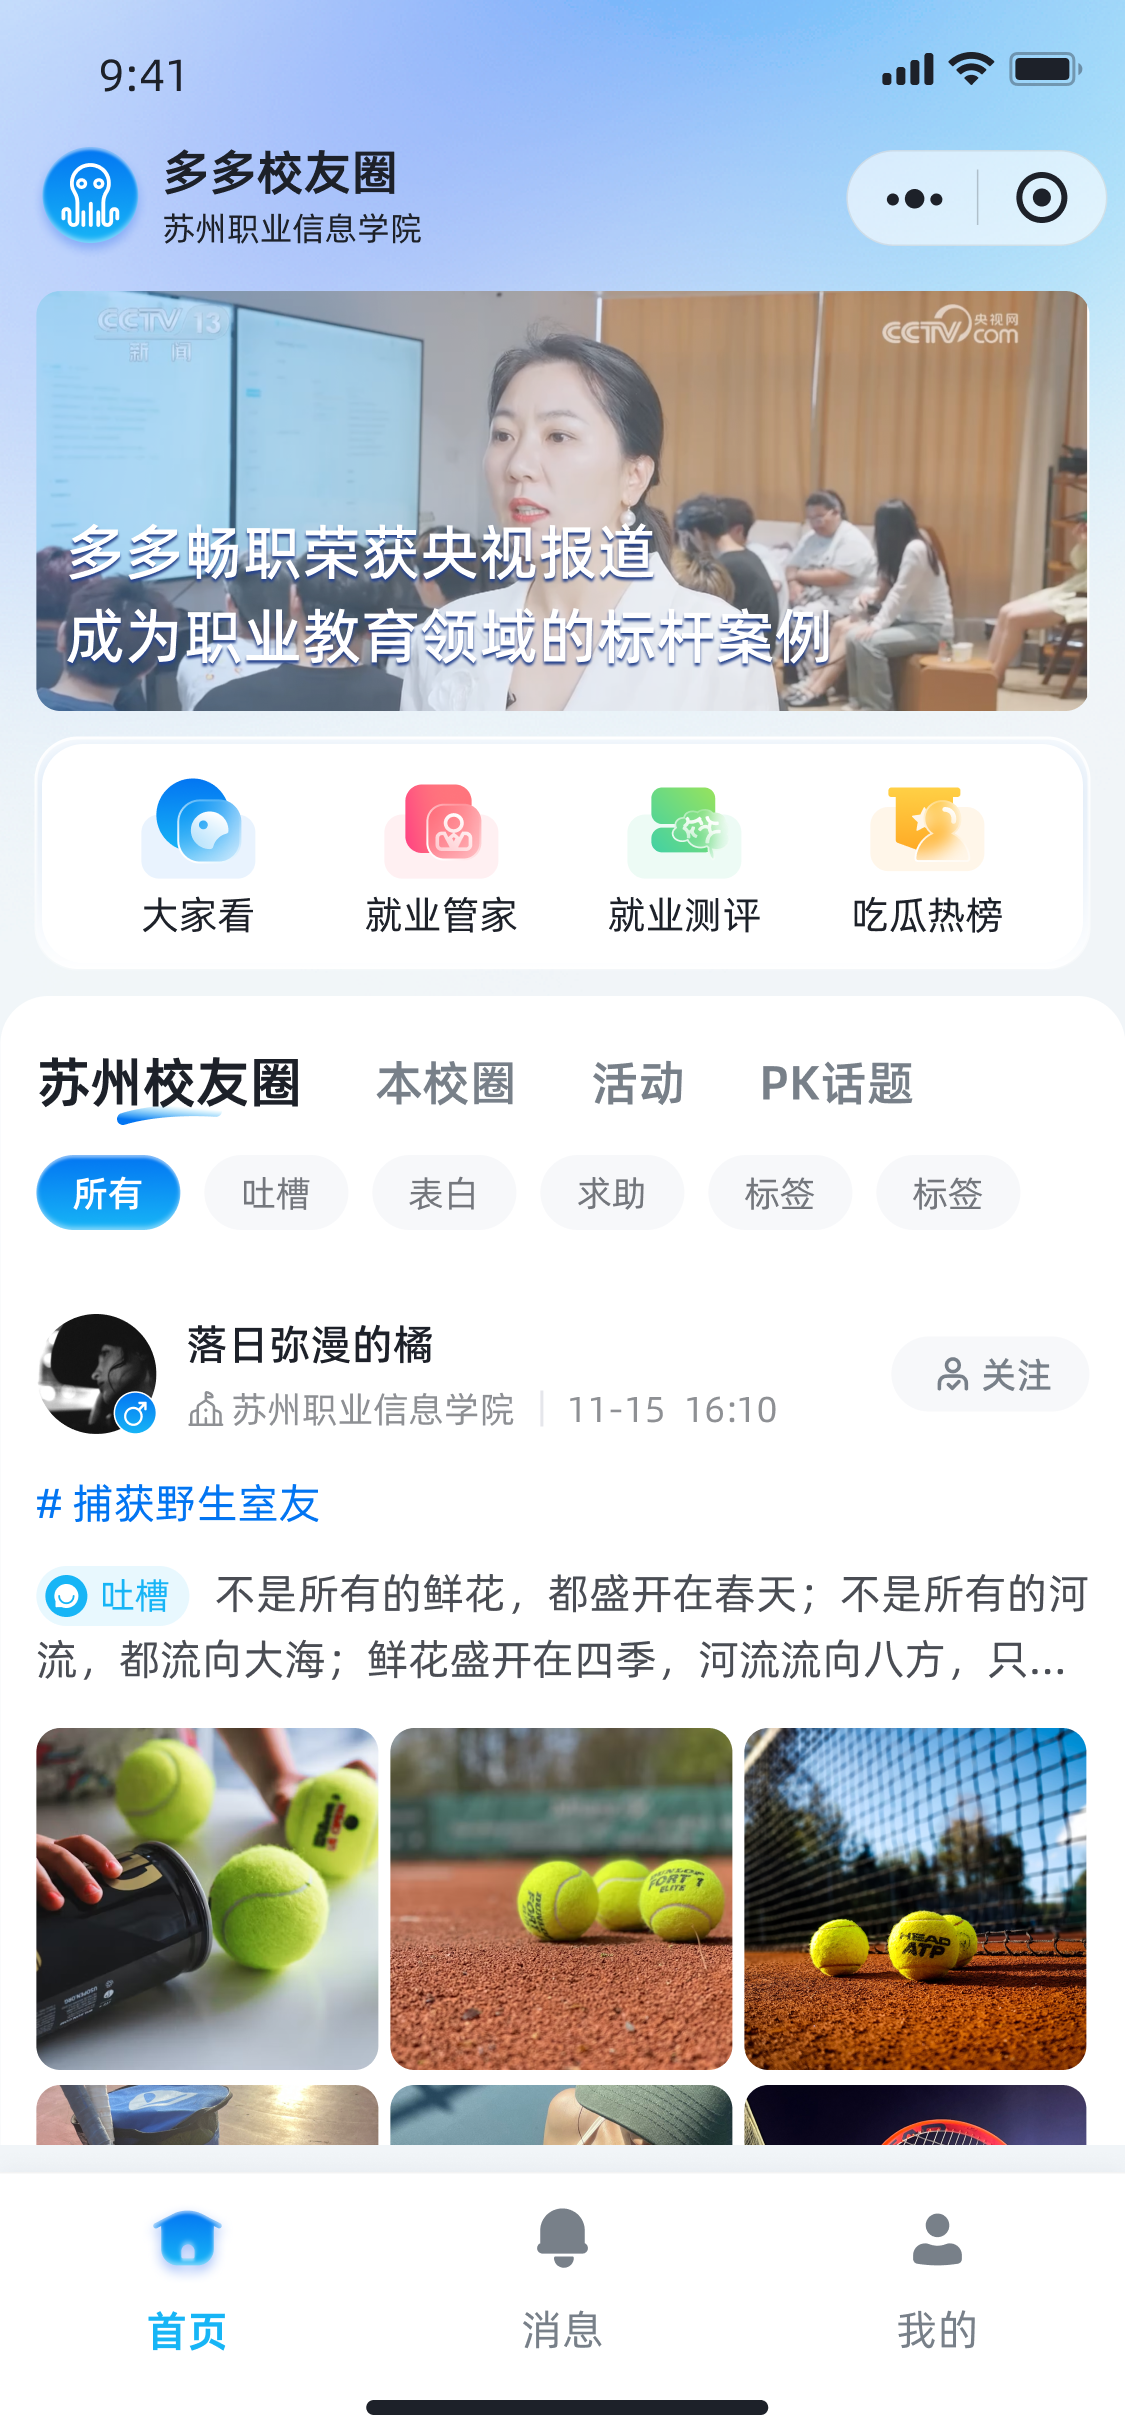 9:41
多多校友圈
苏州职业信息学院
CCTV 13
新 闻
CCTV 央视网
com
多多畅职荣获央视报道
成为职业教育领域的标杆案例
大家看 就业管家 就业测评 吃瓜热榜
苏州校友圈 本校圈 活动 PK话题
所有 吐槽 表白 求助 标签 标签
落日弥漫的橘
关注
苏州职业信息学院 11-15 16:10
# 捕获野生室友
吐槽 不是所有的鲜花，都盛开在春天；不是所有的河
流，都流向大海；鲜花盛开在四季，河流流向八方，只...
DUNLOP
FORT 1
ELITE
HEAD
ATP
首页 消息 我的